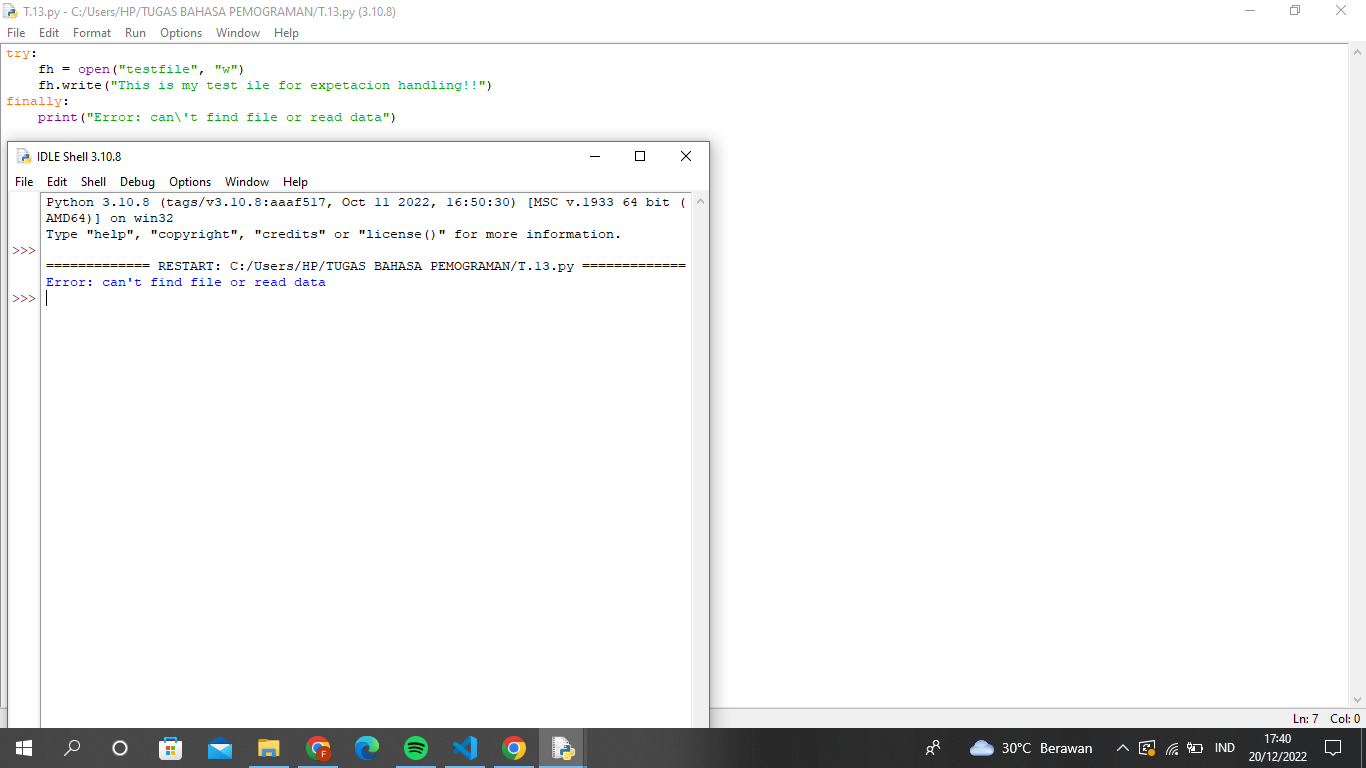 T.13.py - C:/Users/HP/TUGAS BAHASA PEMOGRAMAN/T.13.py (3.10.8)
File Edit Format Run Options Window Help
try:
    fh = open("testfile", "w")
    fh.write("This is my test ile for expetacion handling!!")
finally:
    print("Error: can\'t find file or read data")
IDLE Shell 3.10.8
File Edit Shell Debug Options Window Help
Python 3.10.8 (tags/v3.10.8:aaaf517, Oct 11 2022, 16:50:30) [MSC v.1933 64 bit (
AMD64)] on win32
Type "help", "copyright", "credits" or "license()" for more information.
>>>
============= RESTART: C:/Users/HP/TUGAS BAHASA PEMOGRAMAN/T.13.py =============
Error: can't find file or read data
>>>
Ln: 7 Col: 0
F
30°C Berawan
IND
17:40
20/12/2022